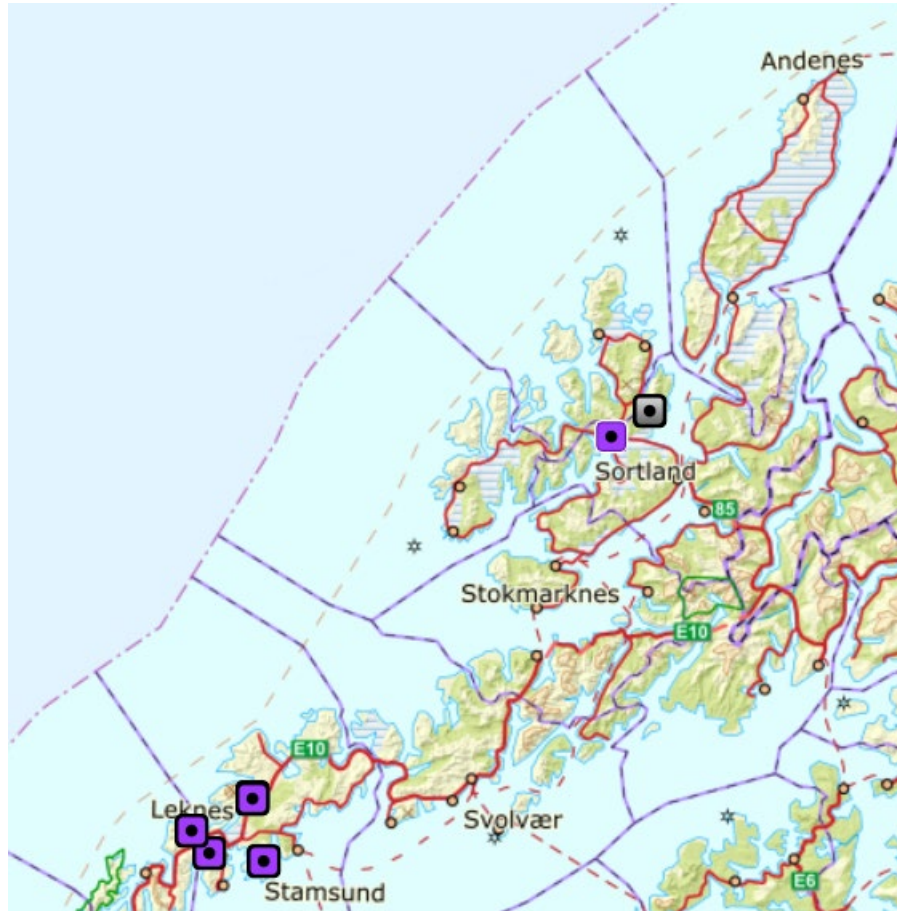 Andenes
Sortland
85
Stokmarknes
E10
E10
Leknes
Svolvær
E6
Stamsund